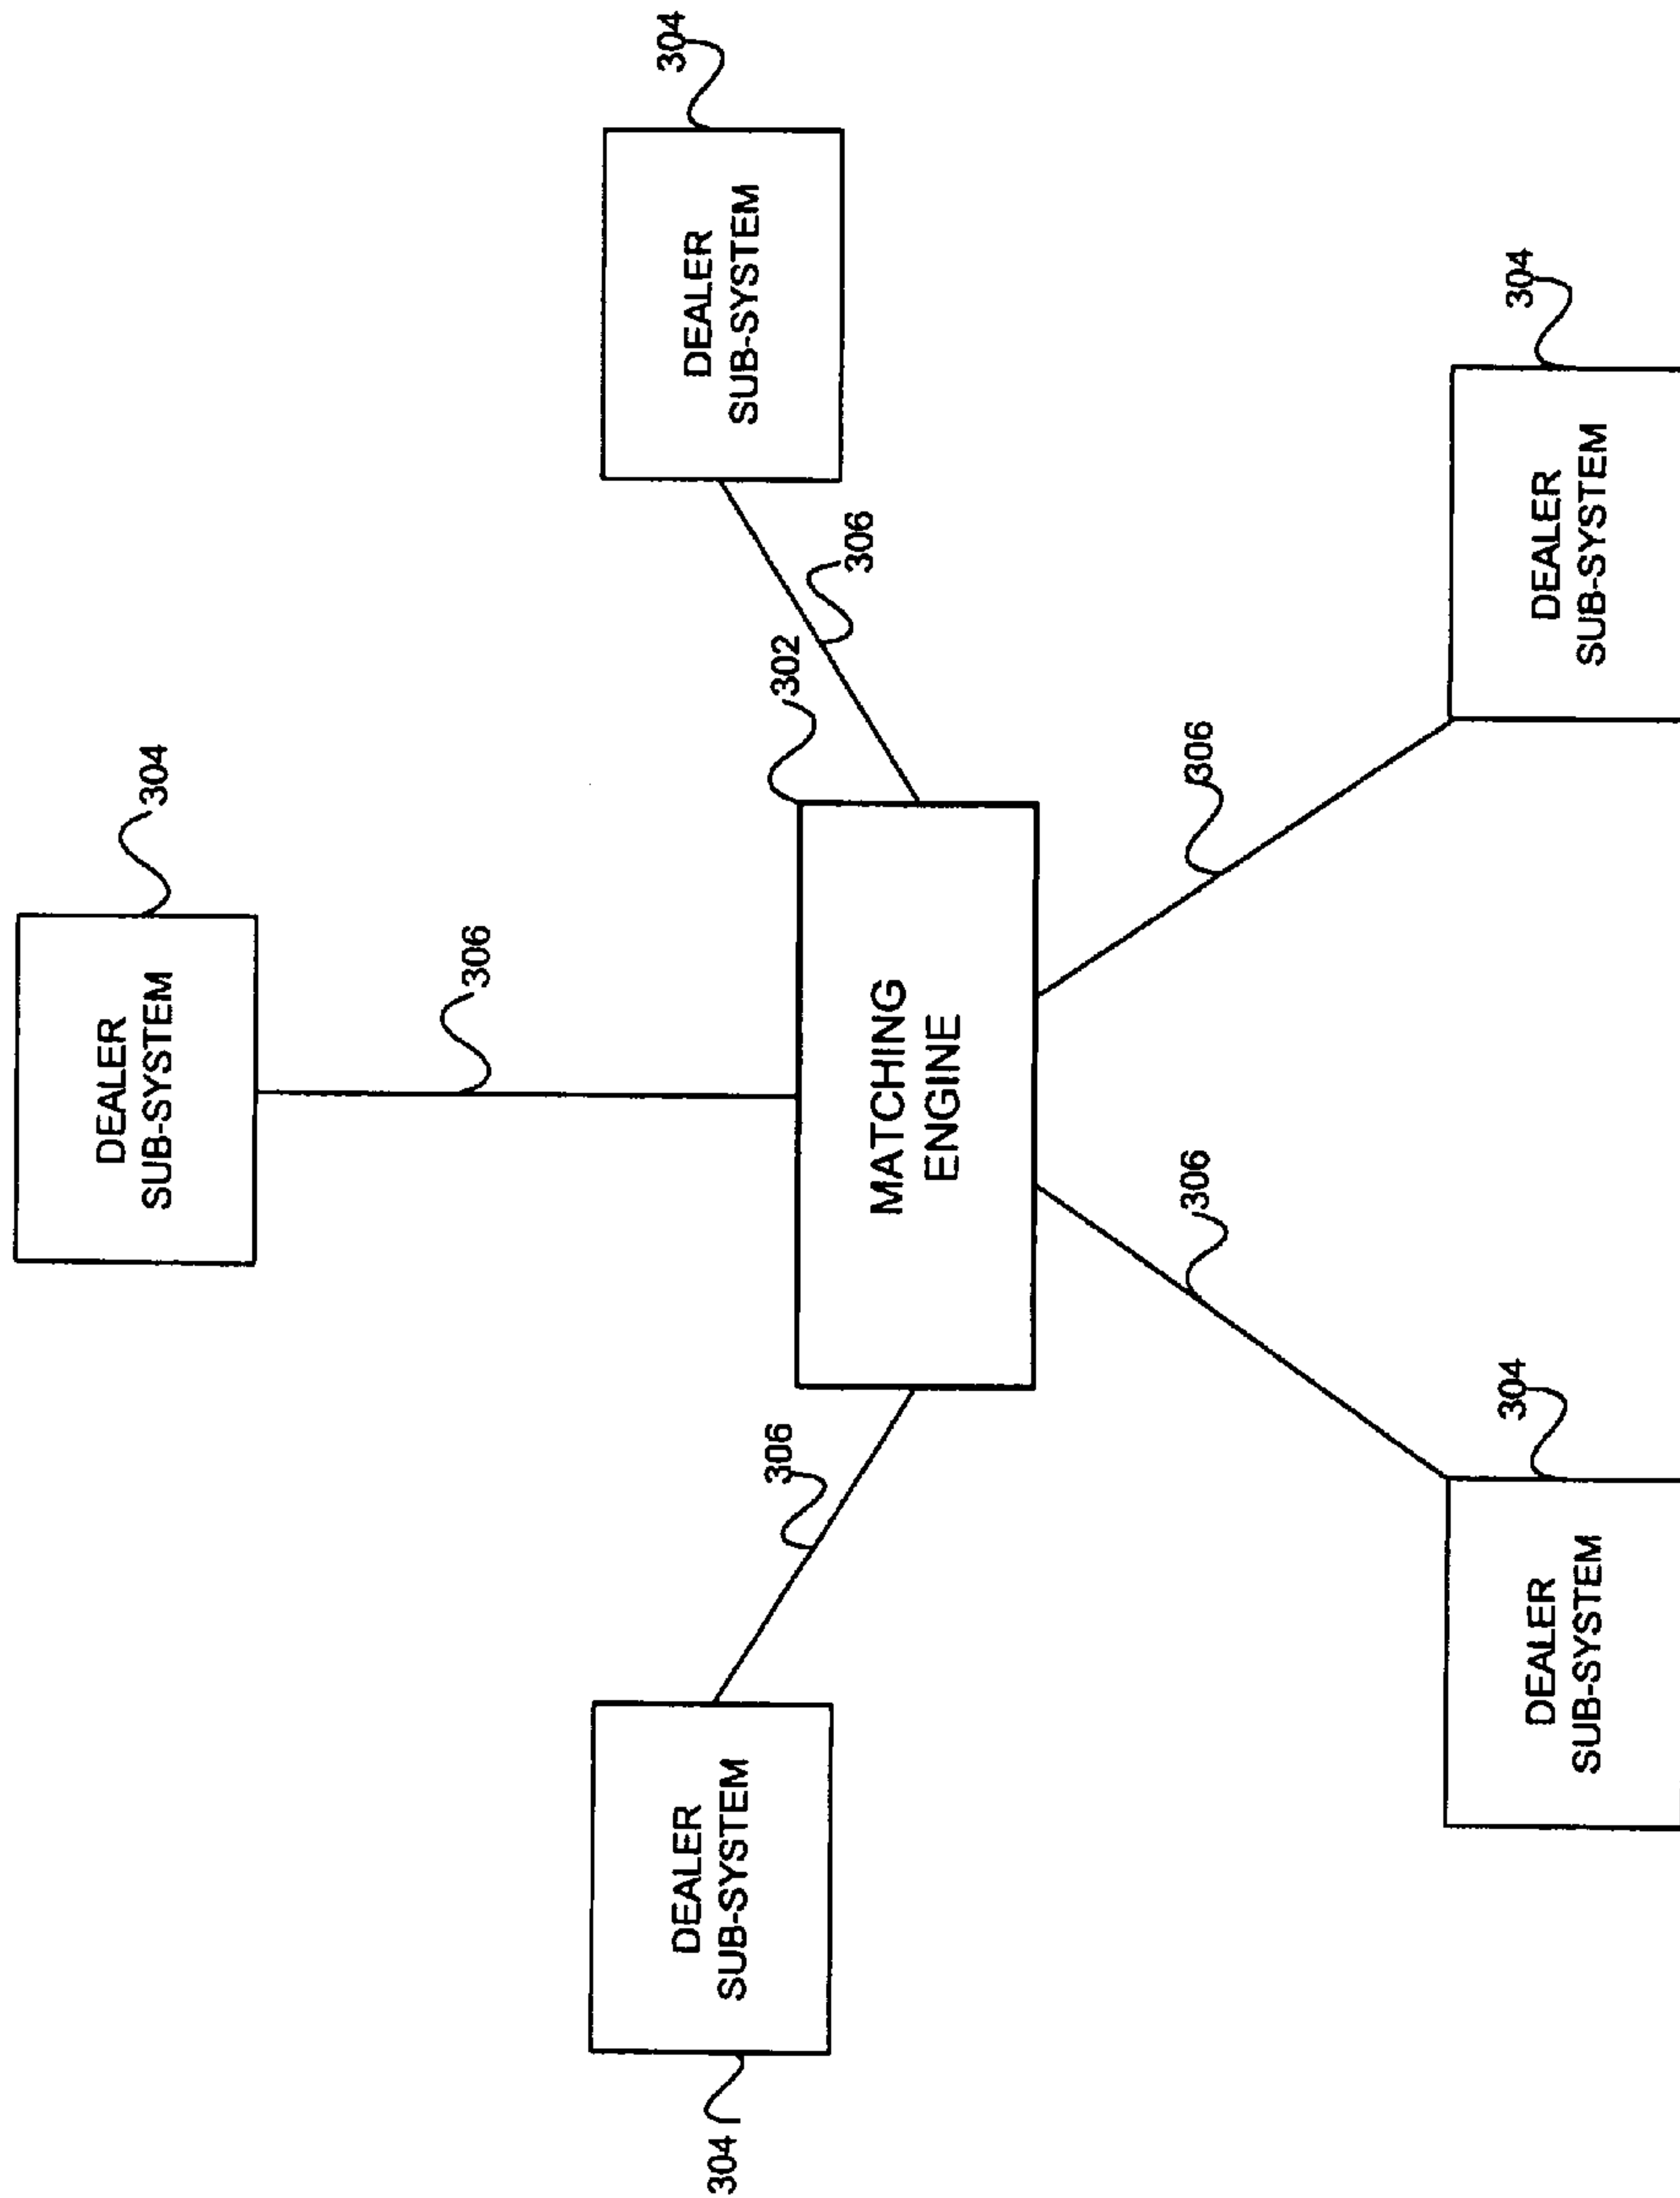 304
DEALER
SUB-SYSTEM
306
304
DEALER
SUB-SYSTEM
306
DEALER
SUB-SYSTEM
304
306
302
MATCHING
ENGINE
306
304
DEALER
SUB-SYSTEM
306
304
DEALER
SUB-SYSTEM